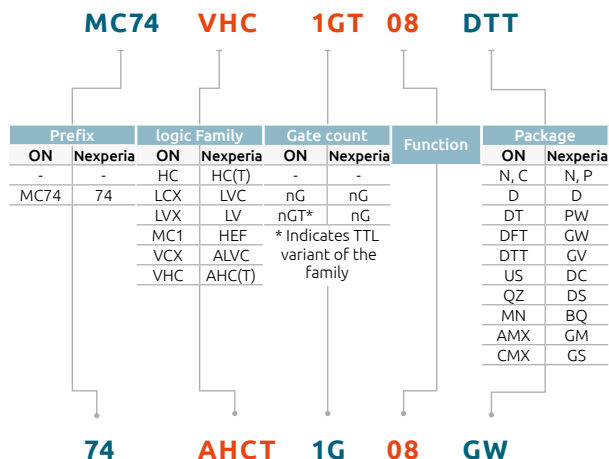 MC74 VHC 1GT 08 DTT
Prefix logic Family Gate count Function Package
ON Nexperia ON Nexperia ON Nexperia ON Nexperia
- - HC HC(T) - - N, C N, P
MC74 74 LCX LVC nG nG D D
LVX LV nGT* nG DT PW
MC1 HEF * Indicates TTL DFT GW
VCX ALVC variant of the DTT GV
VHC AHC(T) family US DC
QZ DS
MN BQ
AMX GM
CMX GS
74 AHCT 1G 08 GW